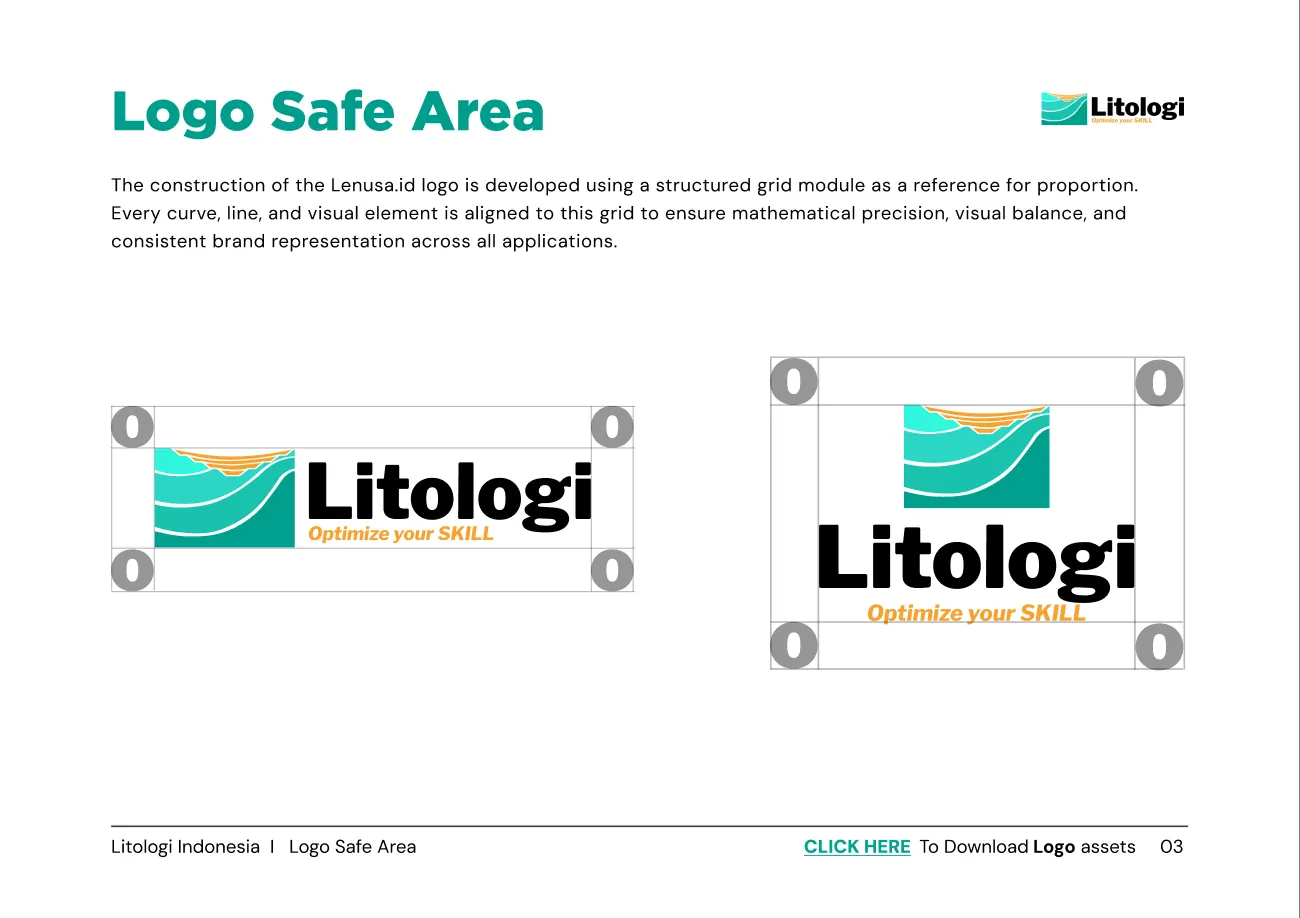 Logo Safe Area
Litologi
Optimize your SKILL
The construction of the Lenusa.id logo is developed using a structured grid module as a reference for proportion.
Every curve, line, and visual element is aligned to this grid to ensure mathematical precision, visual balance, and
consistent brand representation across all applications.
O O
Litologi
Optimize your SKILL
O O
O O
Litologi
Optimize your SKILL
O O
Litologi Indonesia I Logo Safe Area
CLICK HERE To Download Logo assets 03